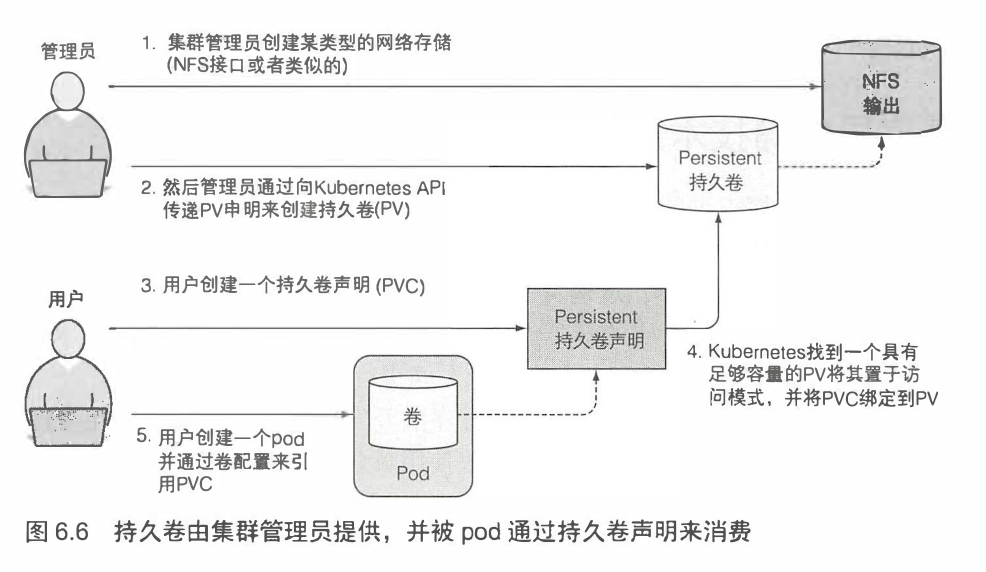 管理员
1. 集群管理员创建某类型的网络存储
(NFS接口或者类似的)
NFS
输出
Persistent
持久卷
2. 然后管理员通过向Kubernetes API
传递PV申明来创建持久卷(PV)
用户
3. 用户创建一个持久卷声明 (PVC)
Persistent
持久卷声明
4. Kubernetes找到一个具有
足够容量的PV将其置于访
问模式，并将PVC绑定到PV
卷
Pod
5. 用户创建一个pod
并通过卷配置来引
用PVC
图 6.6 持久卷由集群管理员提供，并被 pod 通过持久卷声明来消费